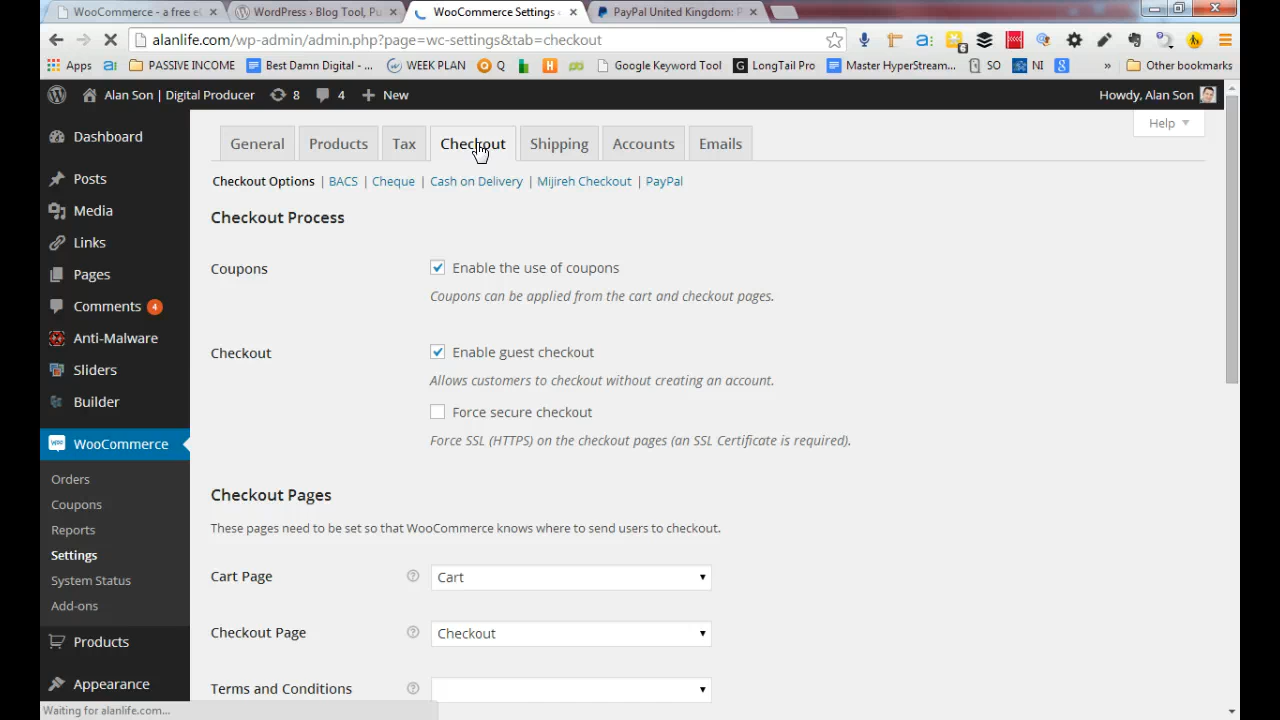 WooCommerce - a free eC
WordPress › Blog Tool, Pu
WooCommerce Settings
PayPal United Kingdom: P
alanlife.com/wp-admin/admin.php?page=wc-settings&tab=checkout
6
Apps
PASSIVE INCOME
Best Damn Digital - ...
WEEK PLAN
Q
Google Keyword Tool
LongTail Pro
Master HyperStream...
SO
NI
»
Other bookmarks
Alan Son | Digital Producer
8
4
New
Howdy, Alan Son
Help
General
Products
Tax
Checkout
Shipping
Accounts
Emails
Checkout Options | BACS | Cheque | Cash on Delivery | Mijireh Checkout | PayPal
Dashboard
Posts
Media
Links
Pages
Comments 4
Anti-Malware
Sliders
Builder
WooCommerce
Orders
Coupons
Reports
Settings
System Status
Add-ons
Products
Appearance
Checkout Process
Coupons
Enable the use of coupons
Coupons can be applied from the cart and checkout pages.
Checkout
Enable guest checkout
Allows customers to checkout without creating an account.
Force secure checkout
Force SSL (HTTPS) on the checkout pages (an SSL Certificate is required).
Checkout Pages
These pages need to be set so that WooCommerce knows where to send users to checkout.
Cart Page
Cart
Checkout Page
Checkout
Terms and Conditions
Waiting for alanlife.com...